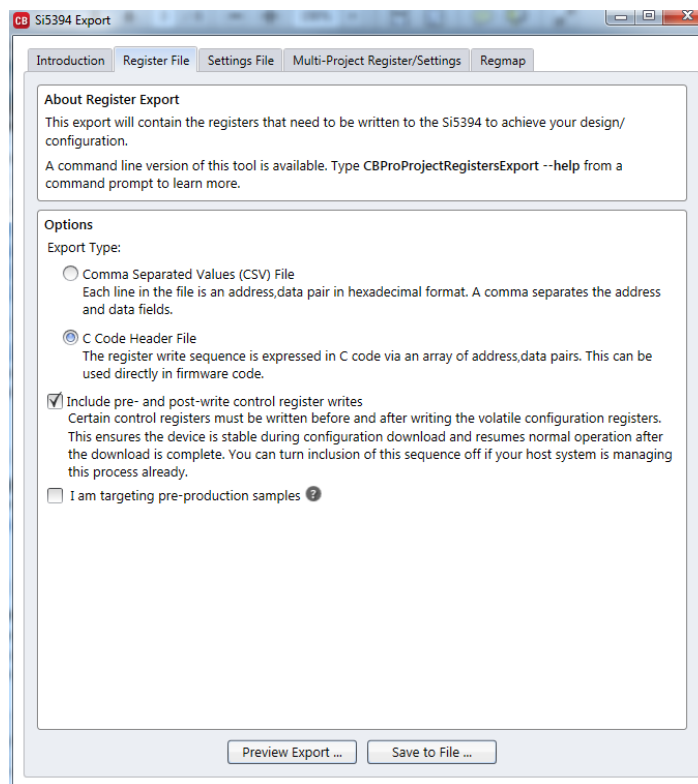 CB Si5394 Export
Introduction Register File Settings File Multi-Project Register/Settings Regmap
About Register Export
This export will contain the registers that need to be written to the Si5394 to achieve your design/
configuration.
A command line version of this tool is available. Type CBProProjectRegistersExport --help from a
command prompt to learn more.
Options
Export Type:
Comma Separated Values (CSV) File
Each line in the file is an address,data pair in hexadecimal format. A comma separates the address
and data fields.
C Code Header File
The register write sequence is expressed in C code via an array of address,data pairs. This can be
used directly in firmware code.
Include pre- and post-write control register writes
Certain control registers must be written before and after writing the volatile configuration registers.
This ensures the device is stable during configuration download and resumes normal operation after
the download is complete. You can turn inclusion of this sequence off if your host system is managing
this process already.
I am targeting pre-production samples ?
Preview Export ... Save to File ...